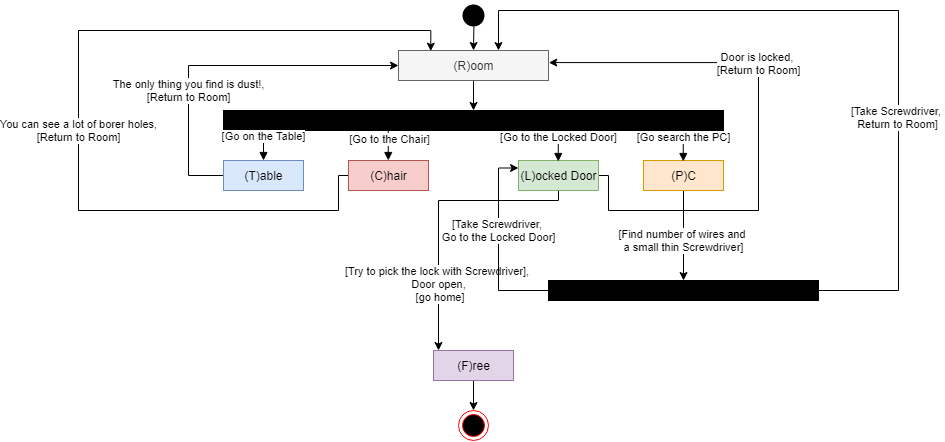 (R)oom
Door is locked,
[Return to Room]
The only thing you find is dust!,
[Return to Room]
[Take Screwdriver,
Return to Room]
You can see a lot of borer holes,
[Return to Room]
[Go on the Table]
[Go to the Chair]
[Go to the Locked Door]
[Go search the PC]
(T)able
(C)hair
(L)ocked Door
(P)C
[Take Screwdriver,
Go to the Locked Door]
[Find number of wires and
a small thin Screwdriver]
[Try to pick the lock with Screwdriver],
Door open,
[go home]
(F)ree